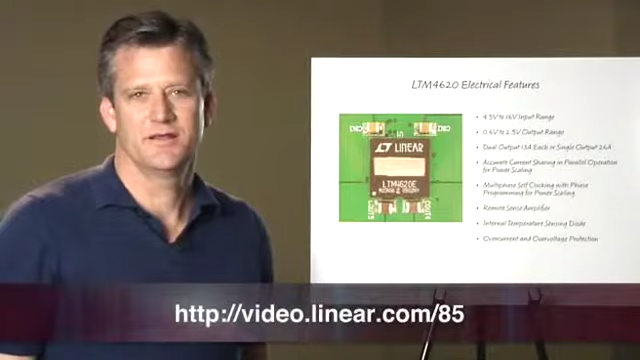 LTM4620 Electrical Features
• 4.5V to 16V Input Range
• 0.6V to 2.5V Output Range
• Dual Output 13A Each or Single Output 26A
• Accurate Current Sharing in Parallel Operation
for Power Scaling
• Multiphase Self Clocking with Phase
Programming for Power Scaling
• Remote Sense Amplifier
• Internal Temperature Sensing Diode
• Overcurrent and Overvoltage Protection
LINEAR
LTM4620E
http://video.linear.com/85